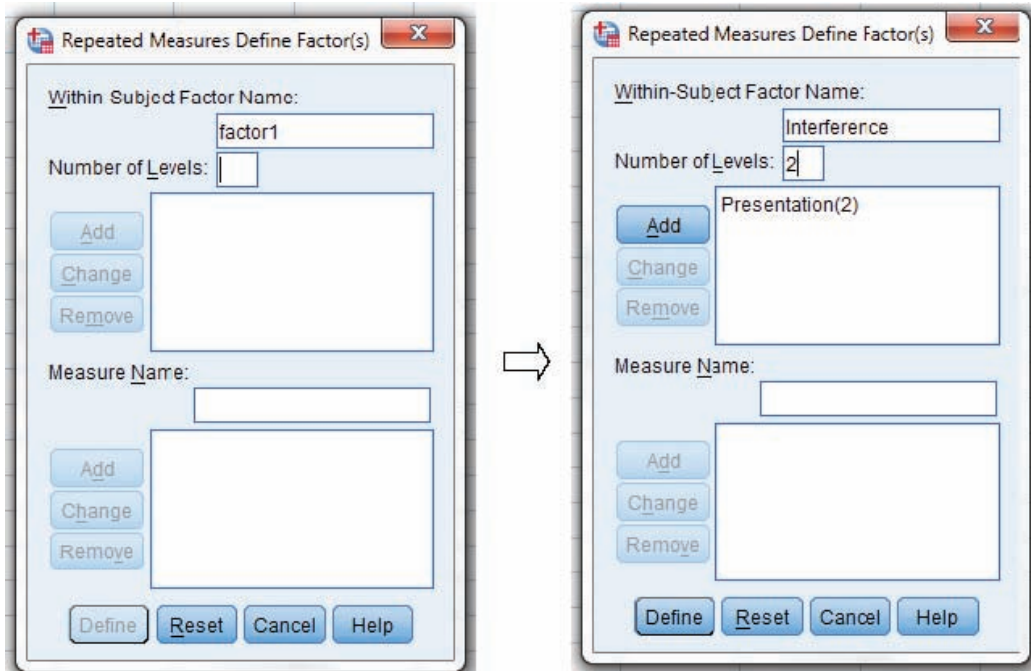 Repeated Measures Define Factor(s)
Within-Subject Factor Name:
factor1
Number of Levels:
Add
Change
Remove
Measure Name:
Add
Change
Remove
Define Reset Cancel Help
Repeated Measures Define Factor(s)
Within-Subject Factor Name:
Interference
Number of Levels: 2
Presentation(2)
Add
Change
Remove
Measure Name:
Add
Change
Remove
Define Reset Cancel Help